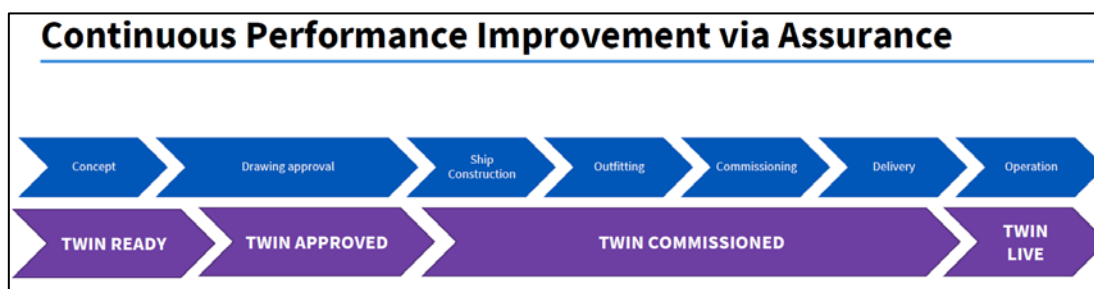 Continuous Performance Improvement via Assurance
Concept
Drawing approval
Ship
Construction
Outfitting
Commissioning
Delivery
Operation
TWIN READY
TWIN APPROVED
TWIN COMMISSIONED
TWIN
LIVE